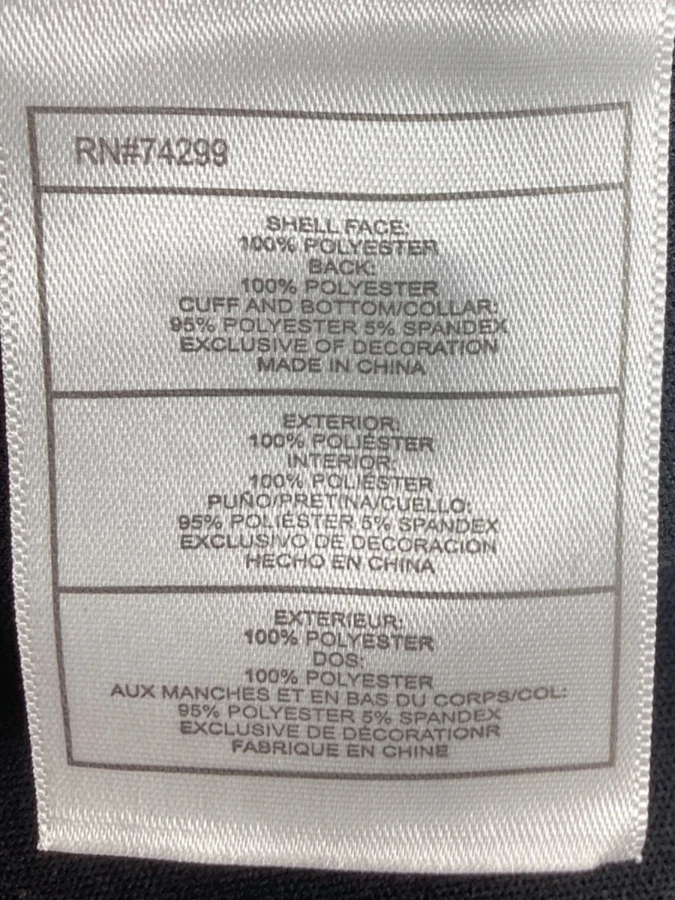 RN#74299
SHELL FACE:
100% POLYESTER
BACK:
100% POLYESTER
CUFF AND BOTTOM/COLLAR:
95% POLYESTER 5% SPANDEX
EXCLUSIVE OF DECORATION
MADE IN CHINA
EXTERIOR:
100% POLIÉSTER
INTERIOR:
100% POLIÉSTER
PUÑO/PRETINA/CUELLO:
95% POLIÉSTER 5% SPANDEX
EXCLUSIVO DE DECORACION
HECHO EN CHINA
EXTERIEUR:
100% POLYESTER
DOS:
100% POLYESTER
AUX MANCHES ET EN BAS DU CORPS/COL:
95% POLYESTER 5% SPANDEX
EXCLUSIVE DE DÉCORATIONR
FABRIQUE EN CHINE